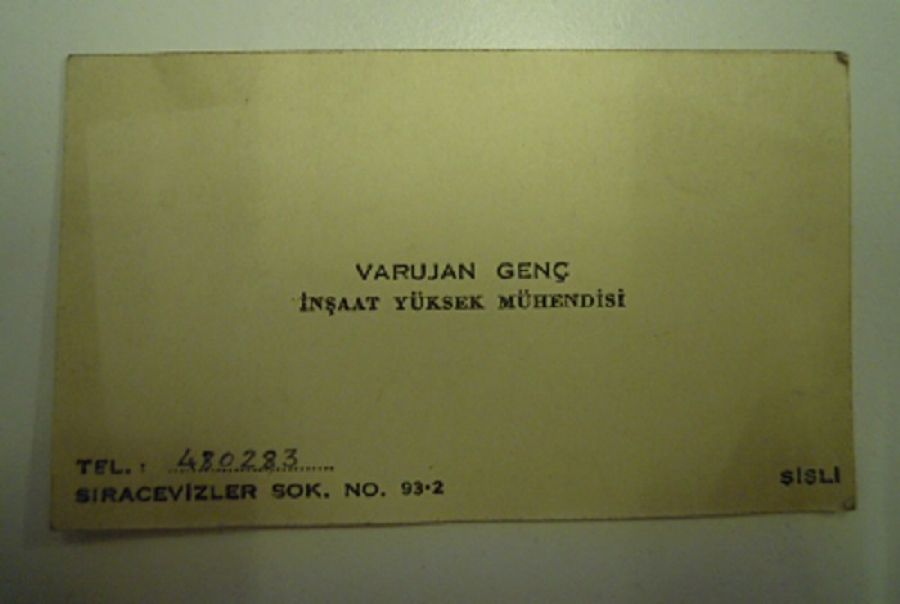 VARUJAN GENÇ
İNŞAAT YÜKSEK MÜHENDİSİ
TEL. : 480283
SIRACEVİZLER SOK. NO. 93-2
ŞİŞLİ